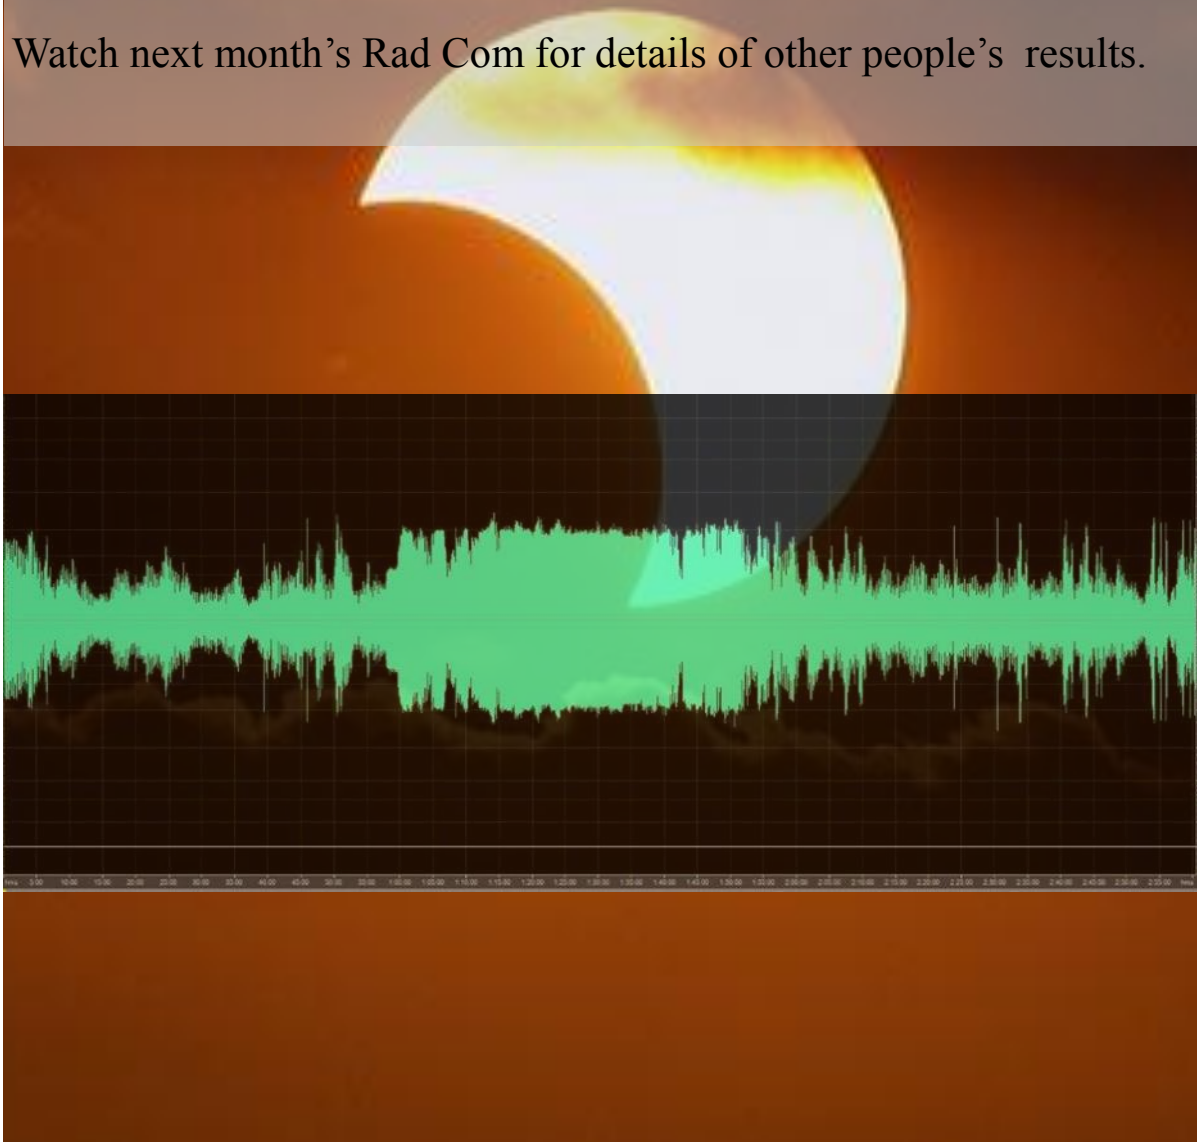 Watch next month’s Rad Com for details of other people’s  results.